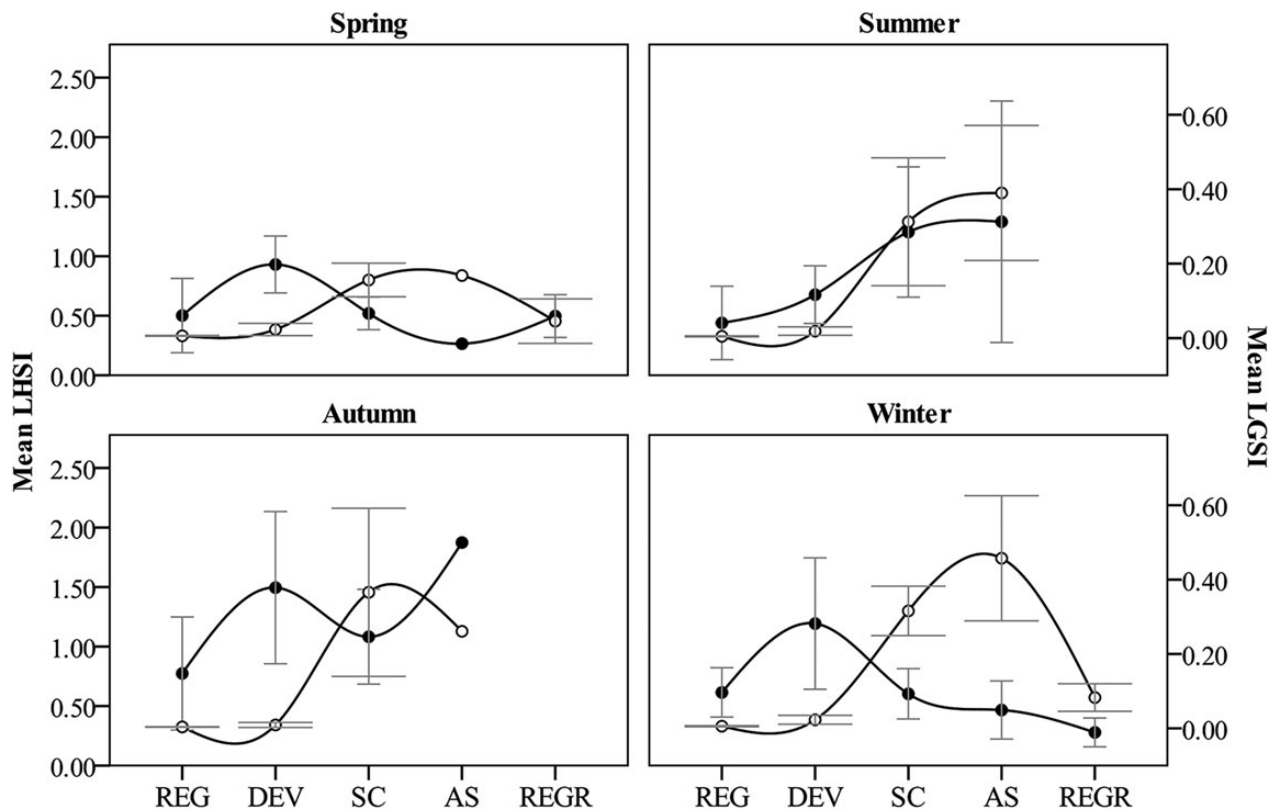 Spring
Summer
2.50
2.00
1.50
1.00
0.50
0.00
0.60
0.40
0.20
0.00
Mean LHSI
Mean LGSI
Autumn
Winter
2.50
2.00
1.50
1.00
0.50
0.00
0.60
0.40
0.20
0.00
REG DEV SC AS REGR
REG DEV SC AS REGR